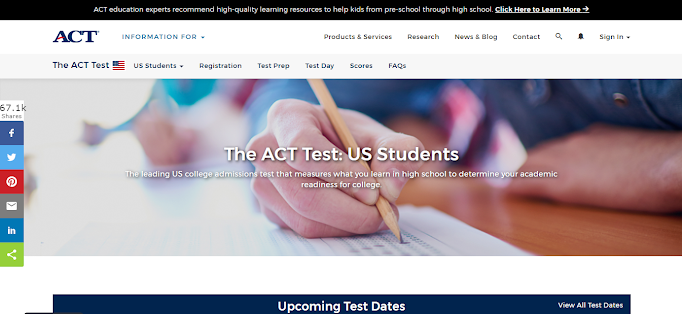 ACT education experts recommend high-quality learning resources to help kids from pre-school through high school. Click Here to Learn More →
ACT®
INFORMATION FOR
Products & Services
Research
News & Blog
Contact
Sign In
The ACT Test
US Students
Registration
Test Prep
Test Day
Scores
FAQs
67.1k
Shares
The ACT Test: US Students
The leading US college admissions test that measures what you learn in high school to determine your academic
readiness for college.
Upcoming Test Dates
View All Test Dates